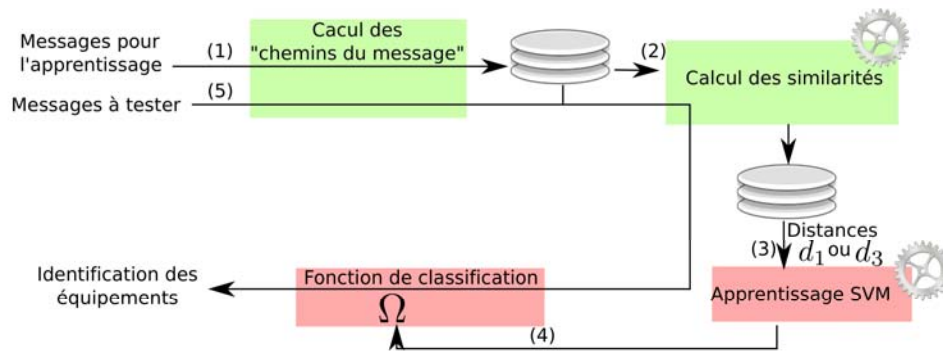 Messages pour
l'apprentissage
(1)
Cacul des
"chemins du message"
(2)
Calcul des similarités
Messages à tester
(5)
Distances
(3)
d1 ou d3
Identification des
équipements
Fonction de classification
Ω
Apprentissage SVM
(4)